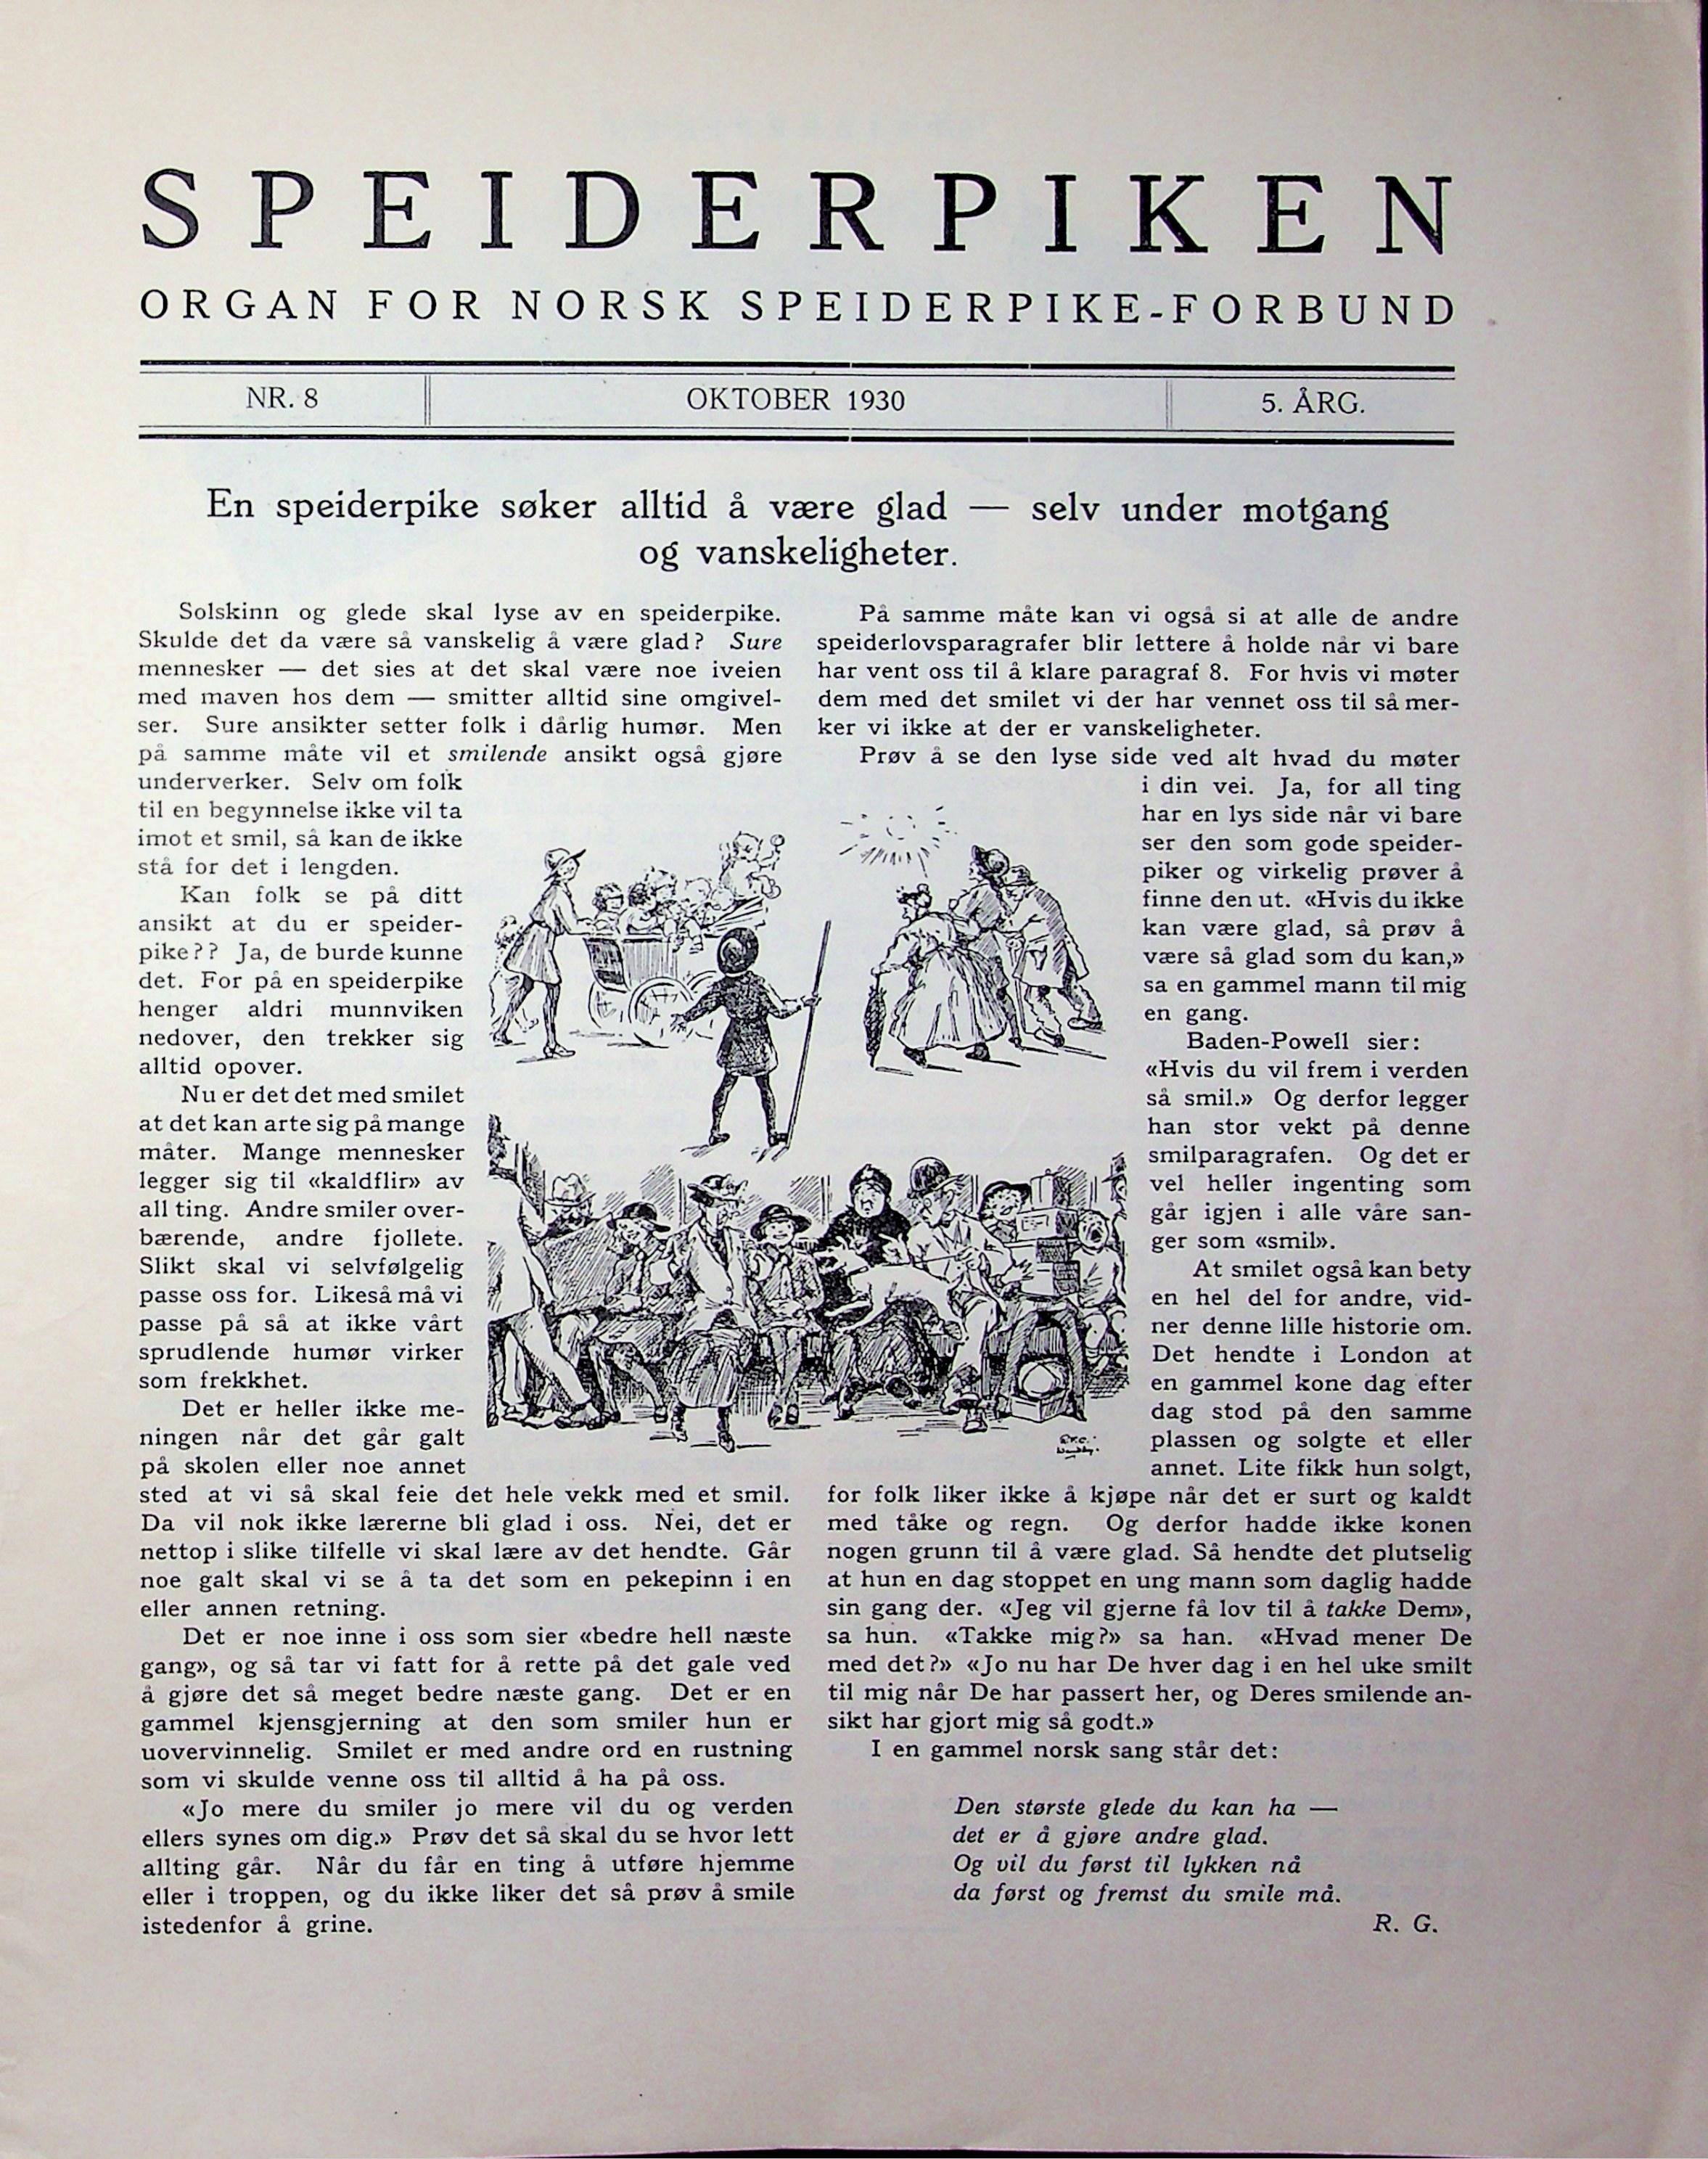 SPEIDERPIKEN
ORGAN FOR NORSK SPEIDERPIKE-FORBUND
NR. 8
OKTOBER 1930
5. ÅRG.
En speiderpike søker alltid å være glad — selv under motgang
og vanskeligheter.
Solskinn og glede skal lyse av en speiderpike.
Skulde det da være så vanskelig å være glad? Sure
mennesker — det sies at det skal være noe iveien
med maven hos dem — smitter alltid sine omgivel-
ser. Sure ansikter setter folk i dårlig humør. Men
på samme måte vil et smilende ansikt også gjøre
underverker. Selv om folk
til en begynnelse ikke vil ta
imot et smil, så kan de ikke
stå for det i lengden.
Kan folk se på ditt
ansikt at du er speider-
pike?? Ja, de burde kunne
det. For på en speiderpike
henger aldri munnviken
nedover, den trekker sig
alltid opover.
Nu er det det med smilet
at det kan arte sig på mange
måter. Mange mennesker
legger sig til «kaldflir» av
all ting. Andre smiler over-
bærende, andre fjollete.
Slikt skal vi selvfølgelig
passe oss for. Likeså må vi
passe på så at ikke vårt
sprudlende humør virker
som frekkhet.
Det er heller ikke me-
ningen når det går galt
på skolen eller noe annet
sted at vi så skal feie det hele vekk med et smil.
Da vil nok ikke lærerne bli glad i oss. Nei, det er
nettop i slike tilfelle vi skal lære av det hendte. Går
noe galt skal vi se å ta det som en pekepinn i en
eller annen retning.
Det er noe inne i oss som sier «bedre hell næste
gang», og så tar vi fatt for å rette på det gale ved
å gjøre det så meget bedre næste gang. Det er en
gammel kjensgjerning at den som smiler hun er
uovervinnelig. Smilet er med andre ord en rustning
som vi skulde venne oss til alltid å ha på oss.
«Jo mere du smiler jo mere vil du og verden
ellers synes om dig.» Prøv det så skal du se hvor lett
allting går. Når du får en ting å utføre hjemme
eller i troppen, og du ikke liker det så prøv å smile
istedenfor å grine.
På samme måte kan vi også si at alle de andre
speiderlovsparagrafer blir lettere å holde når vi bare
har vent oss til å klare paragraf 8. For hvis vi møter
dem med det smilet vi der har vennet oss til så mer-
ker vi ikke at der er vanskeligheter.
Prøv å se den lyse side ved alt hvad du møter
i din vei. Ja, for all ting
har en lys side når vi bare
ser den som gode speider-
piker og virkelig prøver å
finne den ut. «Hvis du ikke
kan være glad, så prøv å
være så glad som du kan,»
sa en gammel mann til mig
en gang.
Baden-Powell sier:
«Hvis du vil frem i verden
så smil.» Og derfor legger
han stor vekt på denne
smilparagrafen. Og det er
vel heller ingenting som
går igjen i alle våre san-
ger som «smil».
At smilet også kan bety
en hel del for andre, vid-
ner denne lille historie om.
Det hendte i London at
en gammel kone dag efter
dag stod på den samme
plassen og solgte et eller
annet. Lite fikk hun solgt,
for folk liker ikke å kjøpe når det er surt og kaldt
med tåke og regn. Og derfor hadde ikke konen
nogen grunn til å være glad. Så hendte det plutselig
at hun en dag stoppet en ung mann som daglig hadde
sin gang der. «Jeg vil gjerne få lov til å takke Dem»,
sa hun. «Takke mig?» sa han. «Hvad mener De
med det?» «Jo nu har De hver dag i en hel uke smilt
til mig når De har passert her, og Deres smilende an-
sikt har gjort mig så godt.»
I en gammel norsk sang står det:
Den største glede du kan ha —
det er å gjøre andre glad.
Og vil du først til lykken nå
da først og fremst du smile må.
R. G.